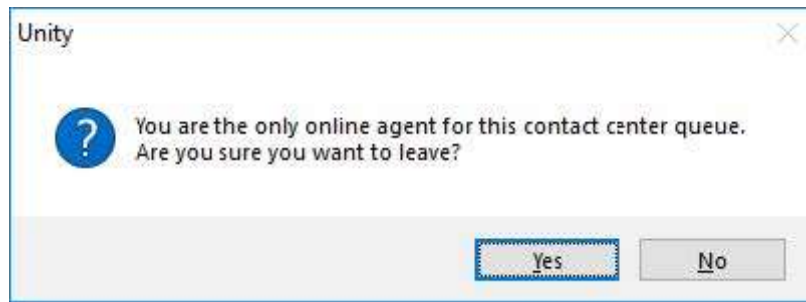 Unity
You are the only online agent for this contact center queue.
Are you sure you want to leave?
Yes
No